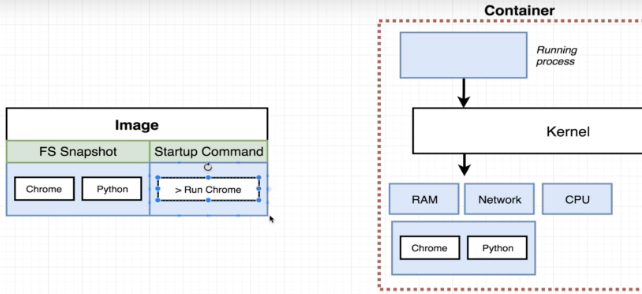 Container
Running
process
Image
Kernel
FS Snapshot
Startup Command
Chrome
Python
> Run Chrome
RAM
Network
CPU
Chrome
Python